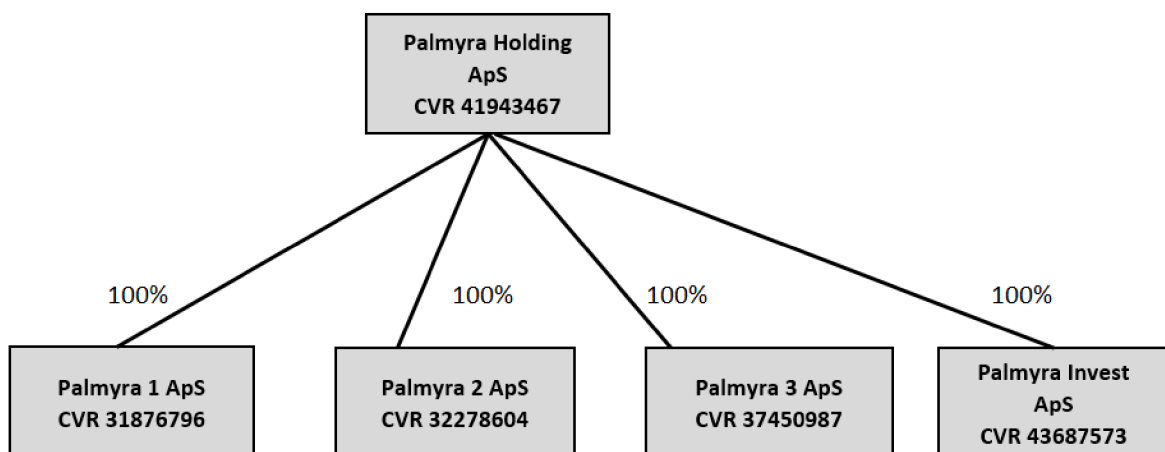 Palmyra Holding
ApS
CVR 41943467
100%
100%
100%
100%
Palmyra 1 ApS
CVR 31876796
Palmyra 2 ApS
CVR 32278604
Palmyra 3 ApS
CVR 37450987
Palmyra Invest
ApS
CVR 43687573